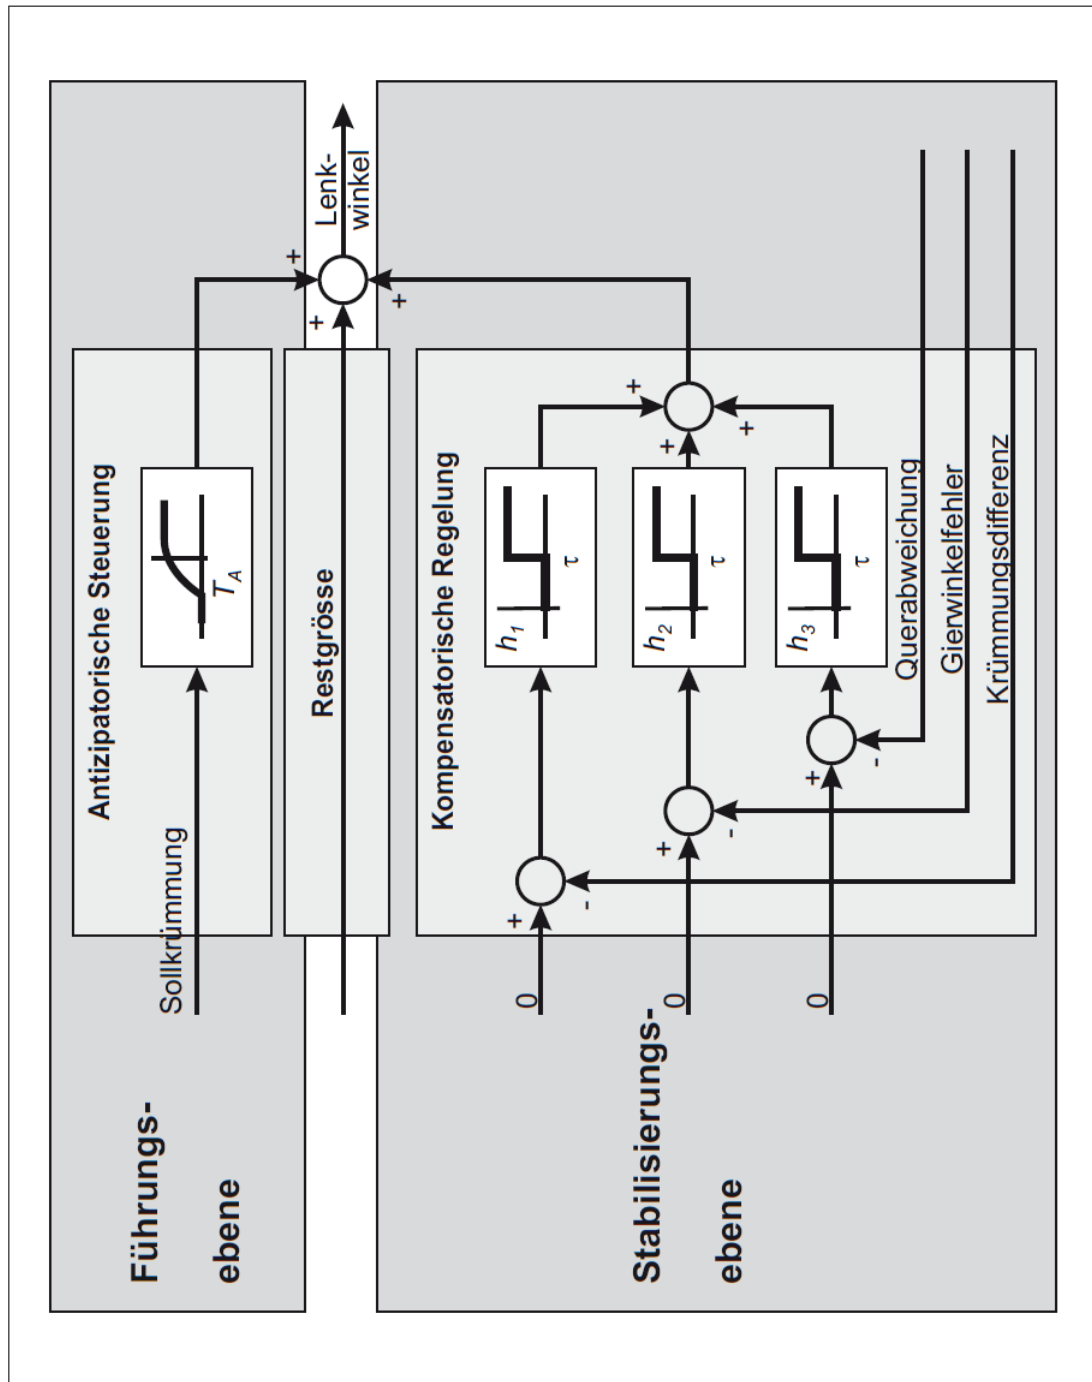 Führungs-
ebene
Antizipatorische Steuerung
Sollkrümmung
T_A
+
Restgrösse
+
+
Lenk-
winkel
Stabilisierungs-
ebene
Kompensatorische Regelung
0
+
-
h_1
τ
+
0
+
-
h_2
τ
+
0
+
-
h_3
τ
+
Querabweichung
Gierwinkelfehler
Krümmungsdifferenz